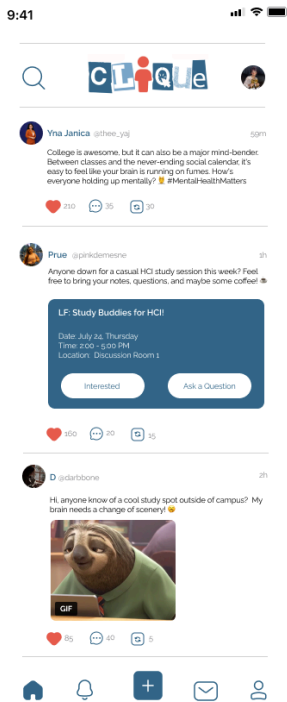 9:41
CLIQUE
Yna Janica @thee_yaj 59m
College is awesome, but it can also be a major mind-bender.
Between classes and the never-ending social calendar, it's
easy to feel like your brain is running on fumes. How's
everyone holding up mentally? #MentalHealthMatters
210 35 30
Prue @pinkdemesne 1h
Anyone down for a casual HCI study session this week? Feel
free to bring your notes, questions, and maybe some coffee!
LF: Study Buddies for HCI!
Date: July 24, Thursday
Time: 2:00 - 5:00 PM
Location: Discussion Room 1
Interested Ask a Question
160 20 15
D @darbbone 2h
Hi, anyone know of a cool study spot outside of campus? My
brain needs a change of scenery!
GIF
85 40 5